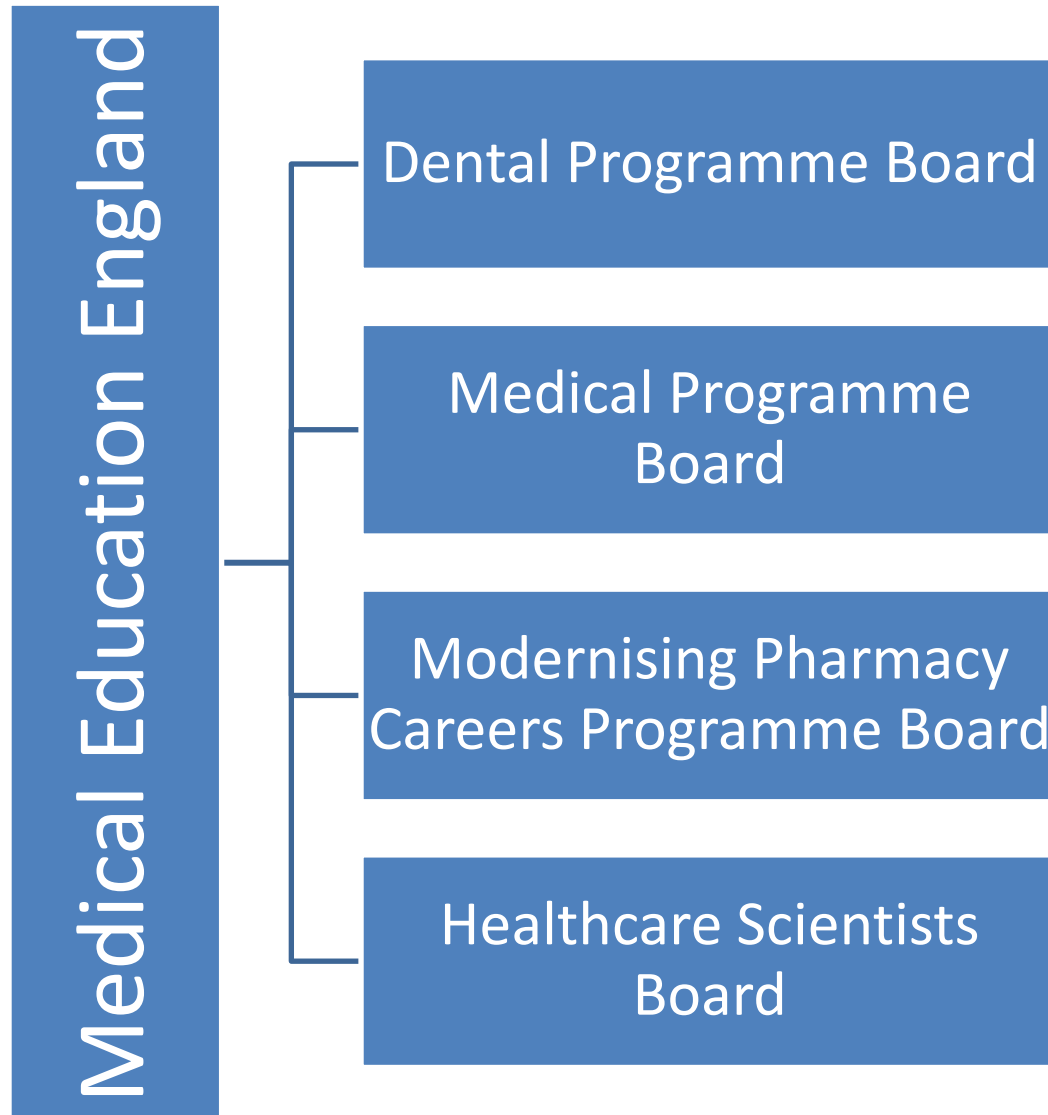 Medical Education England
Dental Programme Board
Medical Programme
Board
Modernising Pharmacy
Careers Programme Board
Healthcare Scientists
Board